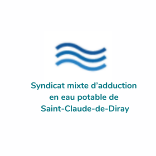 Syndicat mixte d'adduction
en eau potable de
Saint-Claude-de-Diray